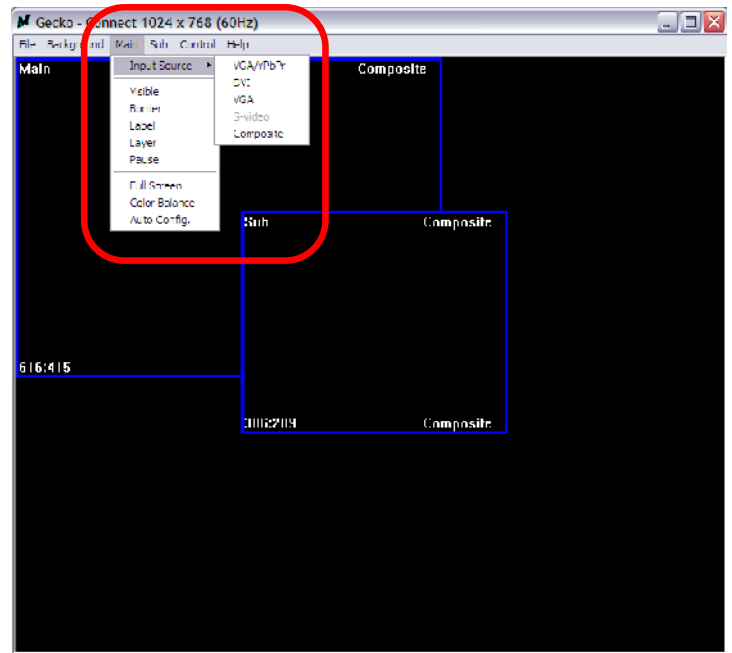 Gecko - Connect 1024 x 768 (60Hz)
File Background Main Sub Control Help
Main
Composite
Input Source
Visible
Border
Label
Layer
Pause
Full Screen
Color Balance
Auto Config.
VGA/YPbPr
DVI
VGA
S-video
Composite
Sub Composite
616:415
Composite